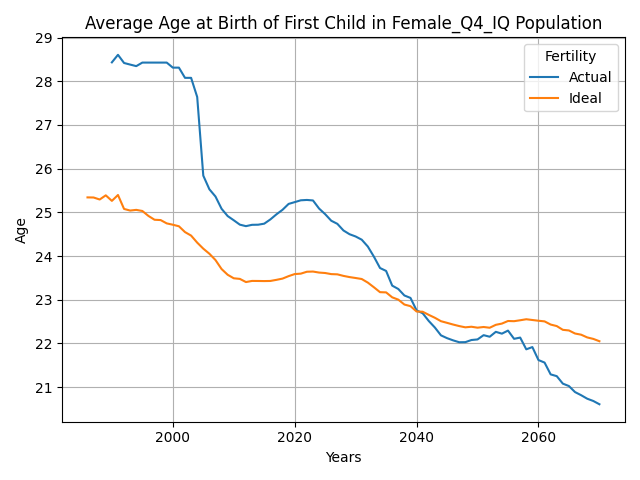 Average Age at Birth of First Child in Female_Q4_IQ Population
29
28
27
26
25
24
23
22
21
Age
2000
2020
2040
2060
Years
Fertility
Actual
Ideal